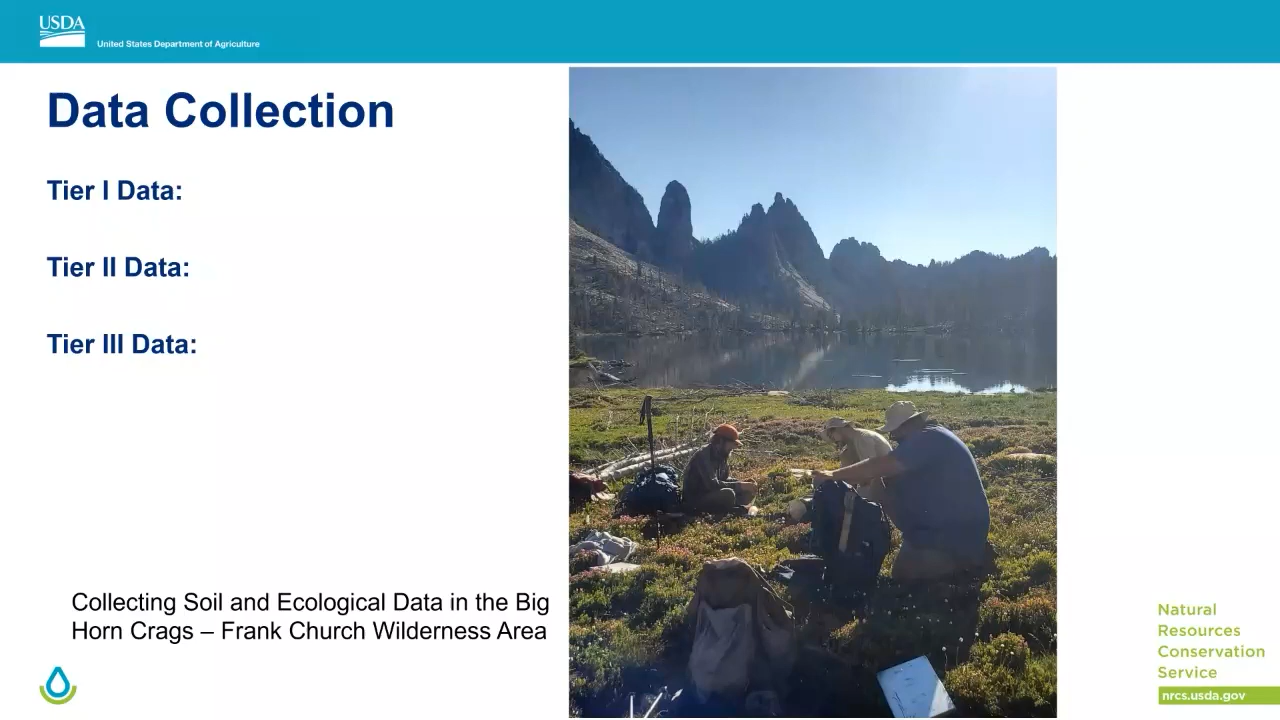 USDA
United States Department of Agriculture
Data Collection
Tier I Data:
Tier II Data:
Tier III Data:
Collecting Soil and Ecological Data in the Big
Horn Crags – Frank Church Wilderness Area
Natural
Resources
Conservation
Service
nrcs.usda.gov